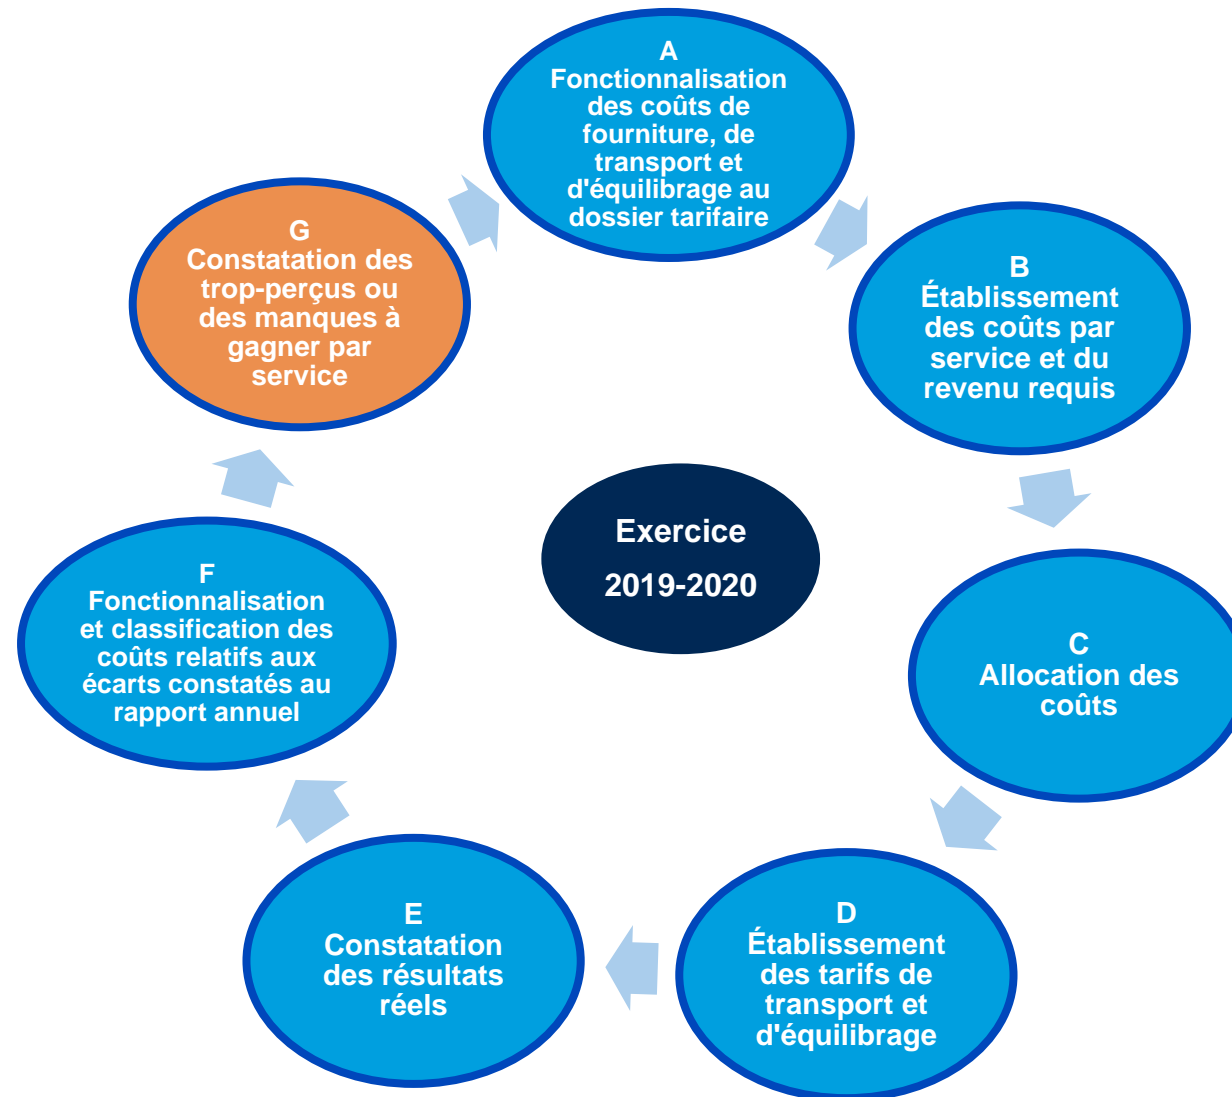 A
Fonctionnalisation
des coûts de
fourniture, de
transport et
d'équilibrage au
dossier tarifaire
B
Établissement
des coûts par
service et du
revenu requis
C
Allocation des
coûts
D
Établissement
des tarifs de
transport et
d'équilibrage
E
Constatation
des résultats
réels
F
Fonctionnalisation
et classification des
coûts relatifs aux
écarts constatés au
rapport annuel
G
Constatation des
trop-perçus ou
des manques à
gagner par
service
Exercice
2019-2020